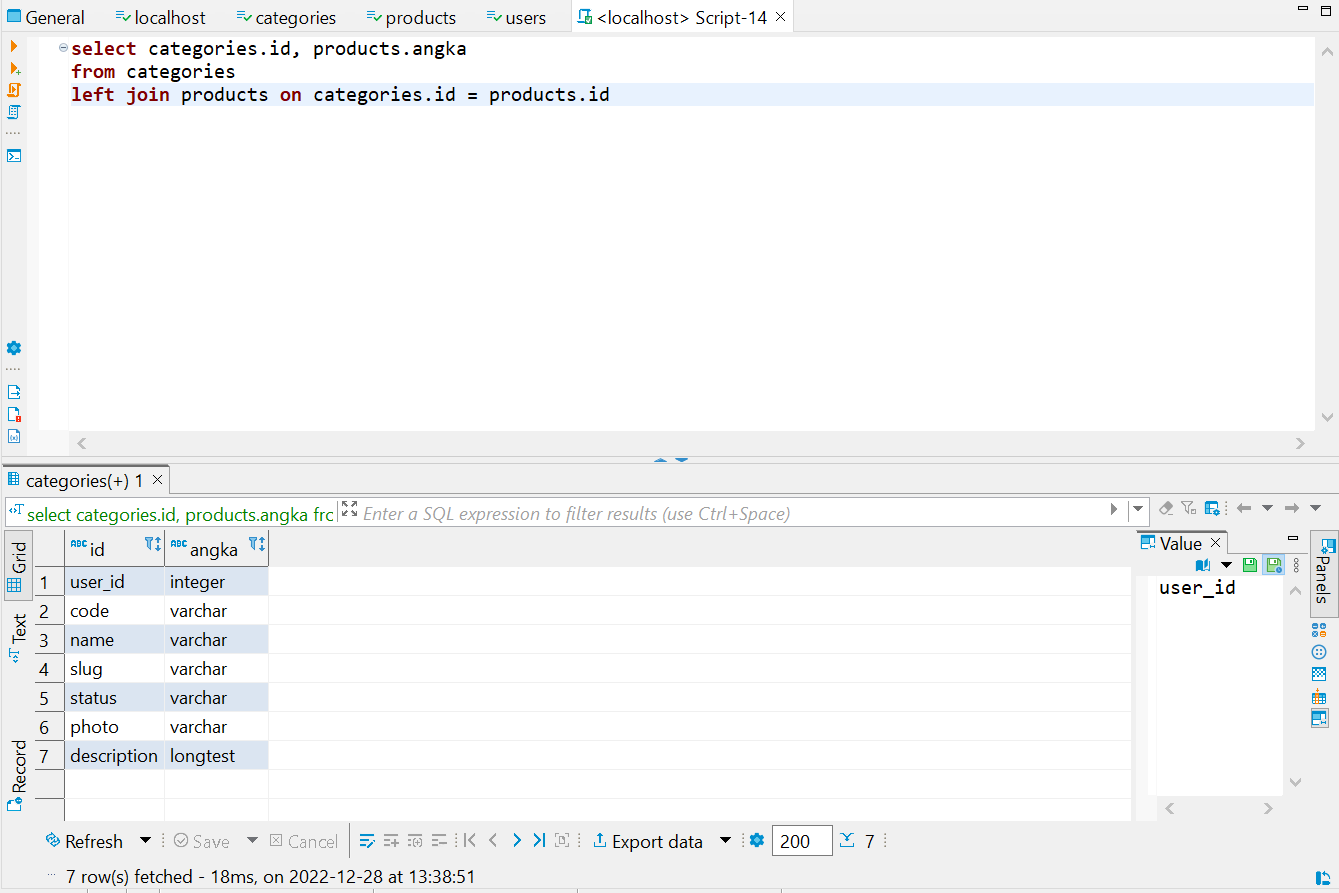 General localhost categories products users <localhost> Script-14
select categories.id, products.angka
from categories
left join products on categories.id = products.id
categories(+) 1
select categories.id, products.angka frc Enter a SQL expression to filter results (use Ctrl+Space)
Grid
Text
Record
ABC id ABC angka
1 user_id integer
2 code varchar
3 name varchar
4 slug varchar
5 status varchar
6 photo varchar
7 description longtest
Value
user_id
Panels
Refresh Save Cancel Export data 200 7
7 row(s) fetched - 18ms, on 2022-12-28 at 13:38:51